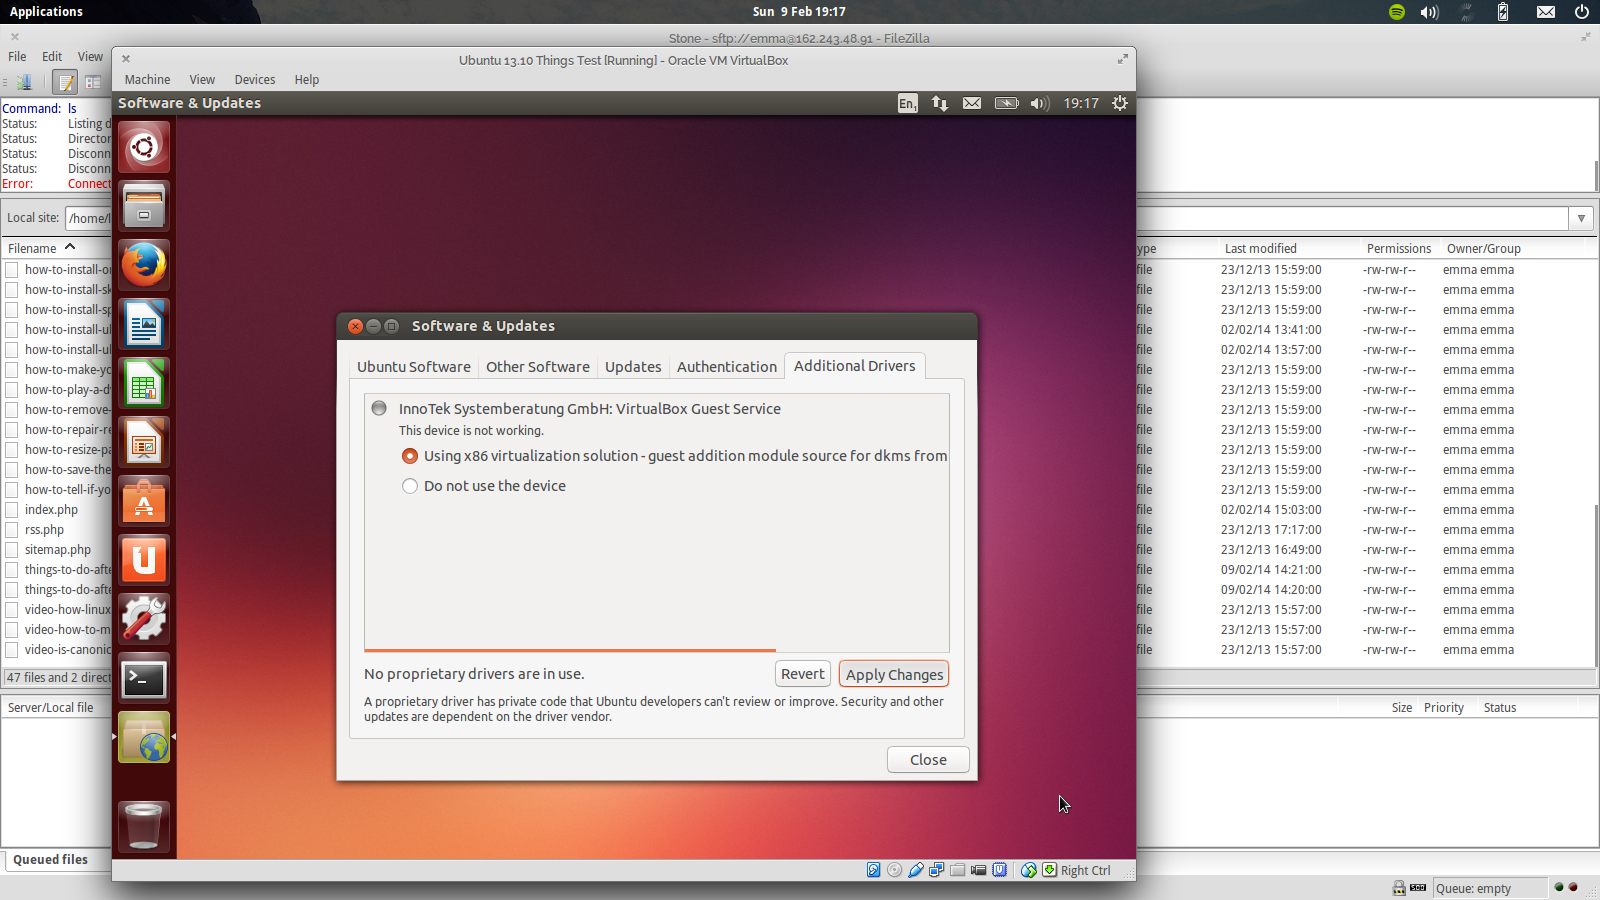 Applications
Sun 9 Feb 19:17
Stone - sftp://emma@162.243.48.91 - FileZilla
File Edit View
Ubuntu 13.10 Things Test [Running] - Oracle VM VirtualBox
Machine View Devices Help
Software & Updates
En1
19:17
Command: ls
Status: Listing d
Status: Director
Status: Disconn
Status: Disconn
Error: Connect
Local site: /home/l
Filename
how-to-install-or
how-to-install-sk
how-to-install-sp
how-to-install-ul
how-to-install-ul
how-to-make-yo
how-to-play-a-d
how-to-remove-
how-to-repair-re
how-to-resize-pa
how-to-save-the
how-to-tell-if-yo
index.php
rss.php
sitemap.php
things-to-do-afte
things-to-do-afte
video-how-linux
video-how-to-m
video-is-canonic
47 files and 2 direct
Server/Local file
Queued files
Software & Updates
Ubuntu Software Other Software Updates Authentication Additional Drivers
InnoTek Systemberatung GmbH: VirtualBox Guest Service
This device is not working.
Using x86 virtualization solution - guest addition module source for dkms from
Do not use the device
No proprietary drivers are in use.
Revert Apply Changes
A proprietary driver has private code that Ubuntu developers can't review or improve. Security and other
updates are dependent on the driver vendor.
Close
Right Ctrl
ype Last modified Permissions Owner/Group
file 23/12/13 15:59:00 -rw-rw-r-- emma emma
file 23/12/13 15:59:00 -rw-rw-r-- emma emma
file 23/12/13 15:59:00 -rw-rw-r-- emma emma
file 02/02/14 13:41:00 -rw-rw-r-- emma emma
file 02/02/14 13:57:00 -rw-rw-r-- emma emma
file 23/12/13 15:59:00 -rw-rw-r-- emma emma
file 23/12/13 15:59:00 -rw-rw-r-- emma emma
file 23/12/13 15:59:00 -rw-rw-r-- emma emma
file 23/12/13 15:59:00 -rw-rw-r-- emma emma
file 23/12/13 15:59:00 -rw-rw-r-- emma emma
file 23/12/13 15:59:00 -rw-rw-r-- emma emma
file 23/12/13 15:59:00 -rw-rw-r-- emma emma
file 02/02/14 15:03:00 -rw-rw-r-- emma emma
file 23/12/13 17:17:00 -rw-rw-r-- emma emma
file 23/12/13 16:49:00 -rw-rw-r-- emma emma
file 09/02/14 14:21:00 -rw-rw-r-- emma emma
file 09/02/14 14:20:00 -rw-rw-r-- emma emma
file 23/12/13 15:57:00 -rw-rw-r-- emma emma
file 23/12/13 15:57:00 -rw-rw-r-- emma emma
file 23/12/13 15:57:00 -rw-rw-r-- emma emma
Size Priority Status
Queue: empty